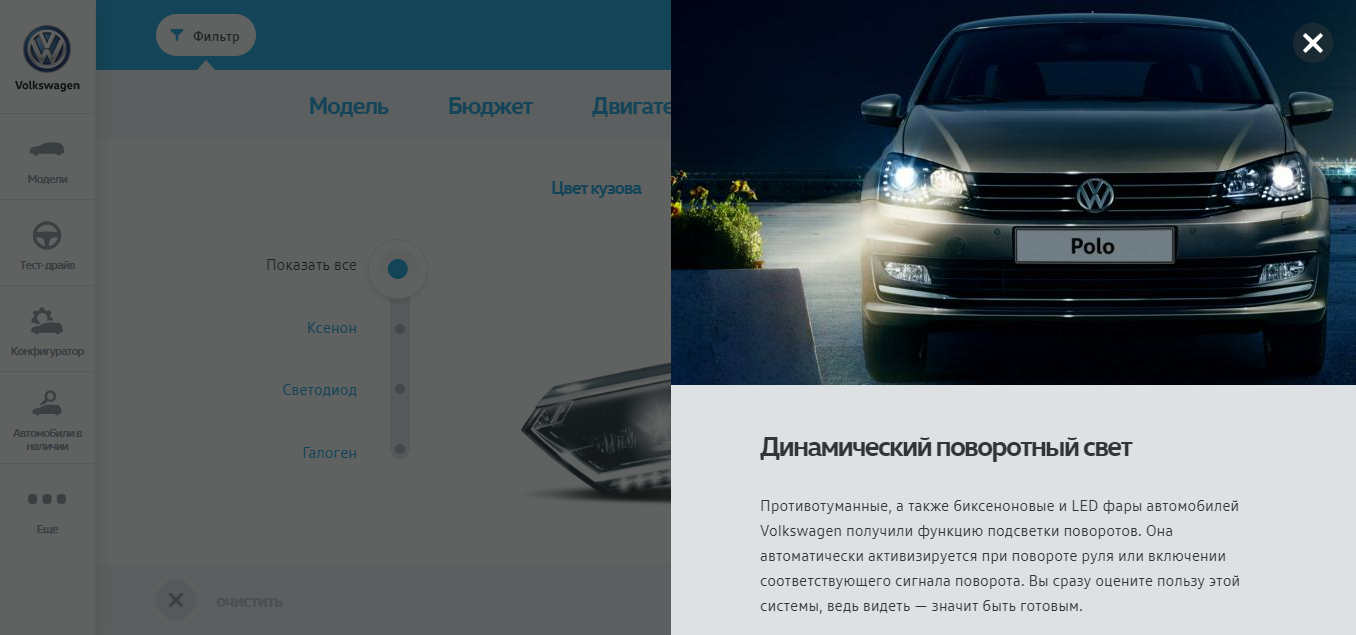 Volkswagen
Модели
Тест-драйв
Конфигуратор
Автомобили в
наличии
Еще
Фильтр
Модель Бюджет Двигате
Цвет кузова
Показать все
Ксенон
Светодиод
Галоген
ОЧИСТИТЬ
Polo
Динамический поворотный свет
Противотуманные, а также биксеноновые и LED фары автомобилей
Volkswagen получили функцию подсветки поворотов. Она
автоматически активизируется при повороте руля или включении
соответствующего сигнала поворота. Вы сразу оцените пользу этой
системы, ведь видеть — значит быть готовым.